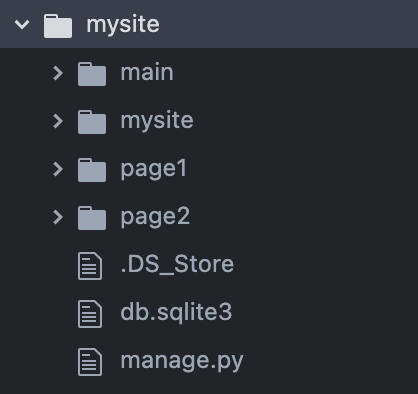 mysite
main
mysite
page1
page2
.DS_Store
db.sqlite3
manage.py